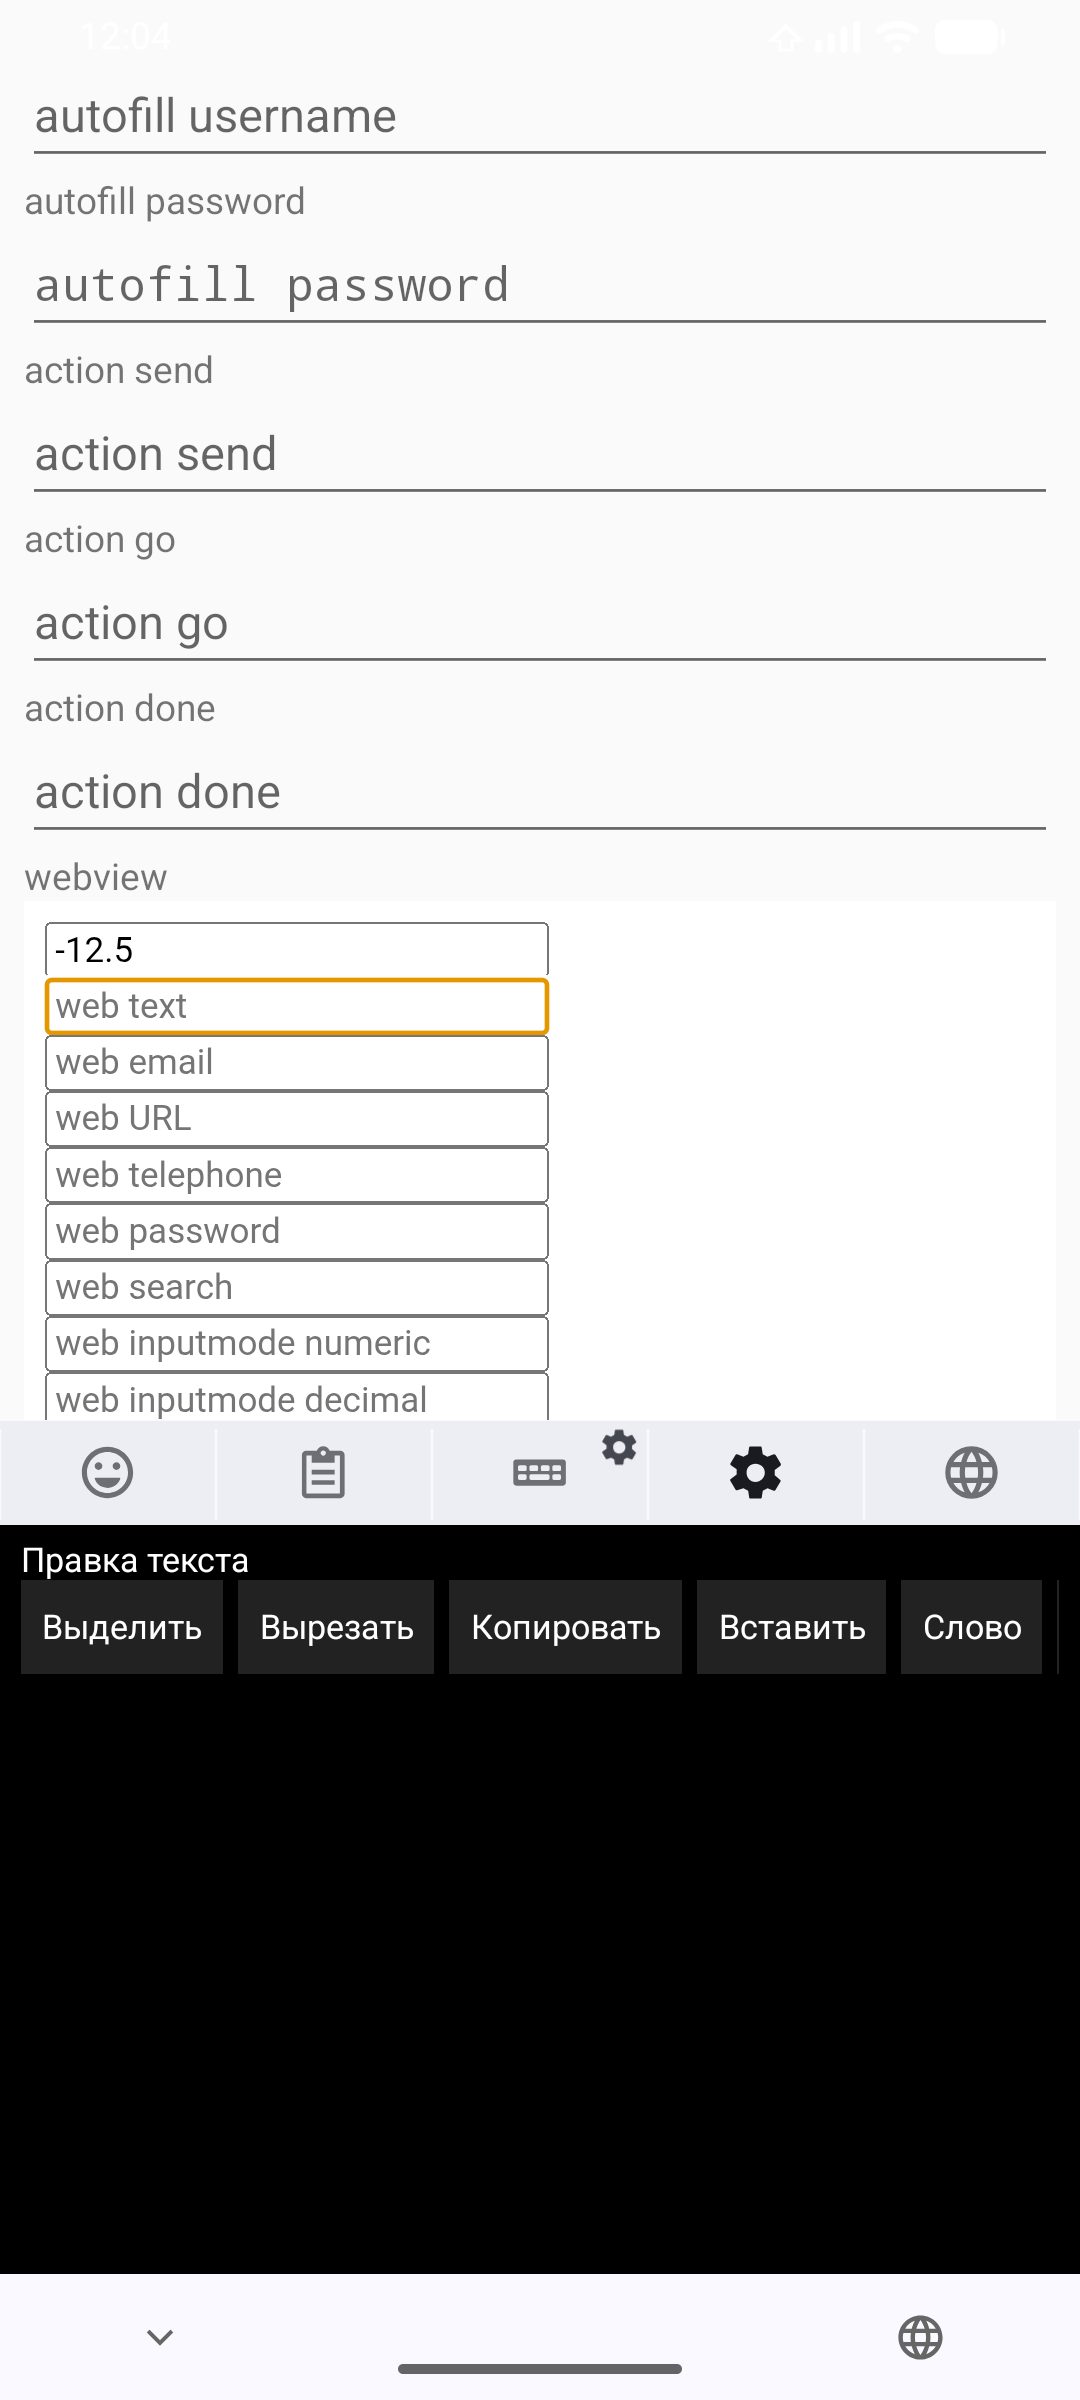 12:04
autofill username
autofill password
autofill password
action send
action send
action go
action go
action done
action done
webview
-12.5
web text
web email
web URL
web telephone
web password
web search
web inputmode numeric
web inputmode decimal
Правка текста
Выделить Вырезать Копировать Вставить Слово